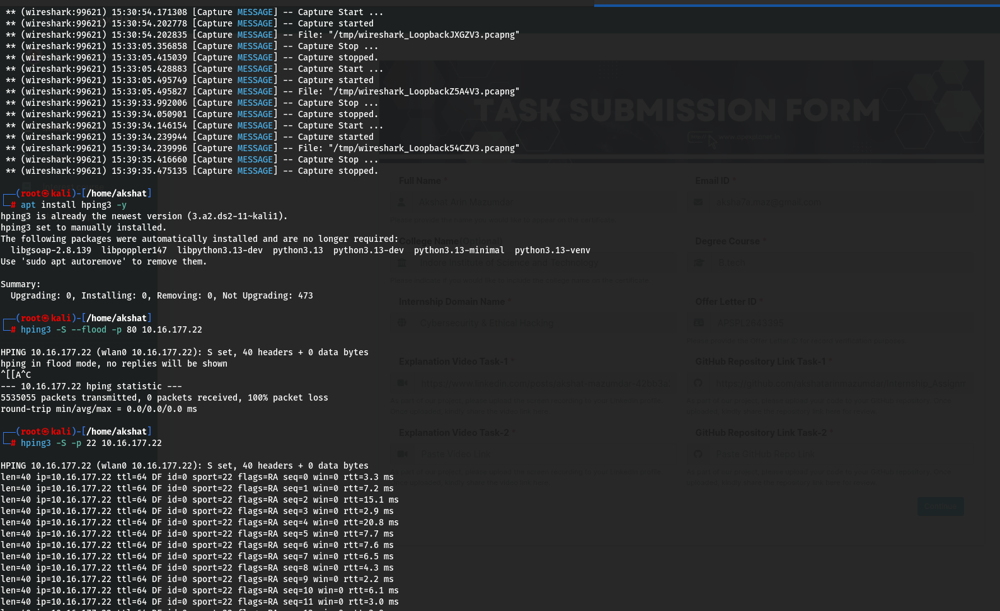 ** (wireshark:99621) 15:30:54.171308 [Capture MESSAGE] -- Capture Start ...
** (wireshark:99621) 15:30:54.202778 [Capture MESSAGE] -- Capture started
** (wireshark:99621) 15:30:54.202835 [Capture MESSAGE] -- File: "/tmp/wireshark_LoopbackJXGZV3.pcapng"
** (wireshark:99621) 15:33:05.356858 [Capture MESSAGE] -- Capture Stop ...
** (wireshark:99621) 15:33:05.415039 [Capture MESSAGE] -- Capture stopped.
** (wireshark:99621) 15:33:05.428883 [Capture MESSAGE] -- Capture Start ...
** (wireshark:99621) 15:33:05.495749 [Capture MESSAGE] -- Capture started
** (wireshark:99621) 15:33:05.495827 [Capture MESSAGE] -- File: "/tmp/wireshark_LoopbackZ5A4V3.pcapng"
** (wireshark:99621) 15:39:33.992006 [Capture MESSAGE] -- Capture Stop ...
** (wireshark:99621) 15:39:34.050901 [Capture MESSAGE] -- Capture stopped.
** (wireshark:99621) 15:39:34.146154 [Capture MESSAGE] -- Capture Start ...
** (wireshark:99621) 15:39:34.239944 [Capture MESSAGE] -- Capture started
** (wireshark:99621) 15:39:34.239996 [Capture MESSAGE] -- File: "/tmp/wireshark_Loopback54CZV3.pcapng"
** (wireshark:99621) 15:39:35.416660 [Capture MESSAGE] -- Capture Stop ...
** (wireshark:99621) 15:39:35.475135 [Capture MESSAGE] -- Capture stopped.
┌──(root㉿kali)-[/home/akshat]
└─# apt install hping3 -y
hping3 is already the newest version (3.a2.ds2-11~kali1).
hping3 set to manually installed.
The following packages were automatically installed and are no longer required:
libgsoap-2.8.139 libpoppler147 libpython3.13-dev python3.13 python3.13-dev python3.13-minimal python3.13-venv
Use 'sudo apt autoremove' to remove them.
Summary:
Upgrading: 0, Installing: 0, Removing: 0, Not Upgrading: 473
┌──(root㉿kali)-[/home/akshat]
└─# hping3 -S --flood -p 80 10.16.177.22
HPING 10.16.177.22 (wlan0 10.16.177.22): S set, 40 headers + 0 data bytes
hping in flood mode, no replies will be shown
^[[A^C
--- 10.16.177.22 hping statistic ---
5535055 packets transmitted, 0 packets received, 100% packet loss
round-trip min/avg/max = 0.0/0.0/0.0 ms
┌──(root㉿kali)-[/home/akshat]
└─# hping3 -S -p 22 10.16.177.22
HPING 10.16.177.22 (wlan0 10.16.177.22): S set, 40 headers + 0 data bytes
len=40 ip=10.16.177.22 ttl=64 DF id=0 sport=22 flags=RA seq=0 win=0 rtt=3.3 ms
len=40 ip=10.16.177.22 ttl=64 DF id=0 sport=22 flags=RA seq=1 win=0 rtt=7.2 ms
len=40 ip=10.16.177.22 ttl=64 DF id=0 sport=22 flags=RA seq=2 win=0 rtt=15.1 ms
len=40 ip=10.16.177.22 ttl=64 DF id=0 sport=22 flags=RA seq=3 win=0 rtt=2.9 ms
len=40 ip=10.16.177.22 ttl=64 DF id=0 sport=22 flags=RA seq=4 win=0 rtt=20.8 ms
len=40 ip=10.16.177.22 ttl=64 DF id=0 sport=22 flags=RA seq=5 win=0 rtt=7.7 ms
len=40 ip=10.16.177.22 ttl=64 DF id=0 sport=22 flags=RA seq=6 win=0 rtt=7.6 ms
len=40 ip=10.16.177.22 ttl=64 DF id=0 sport=22 flags=RA seq=7 win=0 rtt=6.5 ms
len=40 ip=10.16.177.22 ttl=64 DF id=0 sport=22 flags=RA seq=8 win=0 rtt=4.3 ms
len=40 ip=10.16.177.22 ttl=64 DF id=0 sport=22 flags=RA seq=9 win=0 rtt=2.2 ms
len=40 ip=10.16.177.22 ttl=64 DF id=0 sport=22 flags=RA seq=10 win=0 rtt=6.1 ms
len=40 ip=10.16.177.22 ttl=64 DF id=0 sport=22 flags=RA seq=11 win=0 rtt=3.0 ms
TASK SUBMISSION FORM
Full Name *
Akshat Arin Mazumdar
Email ID *
College Name(Optional)
Indore Institute of Science and Technology
Degree Course *
B.tech
Internship Domain Name *
Cybersecurity & Ethical Hacking
Offer Letter ID *
Explanation Video Task-1 *
GitHub Repository Link Task-1 *
Explanation Video Task-2 *
Paste Video Link
GitHub Repository Link Task-2 *
Paste GitHub Repo Link
Continue